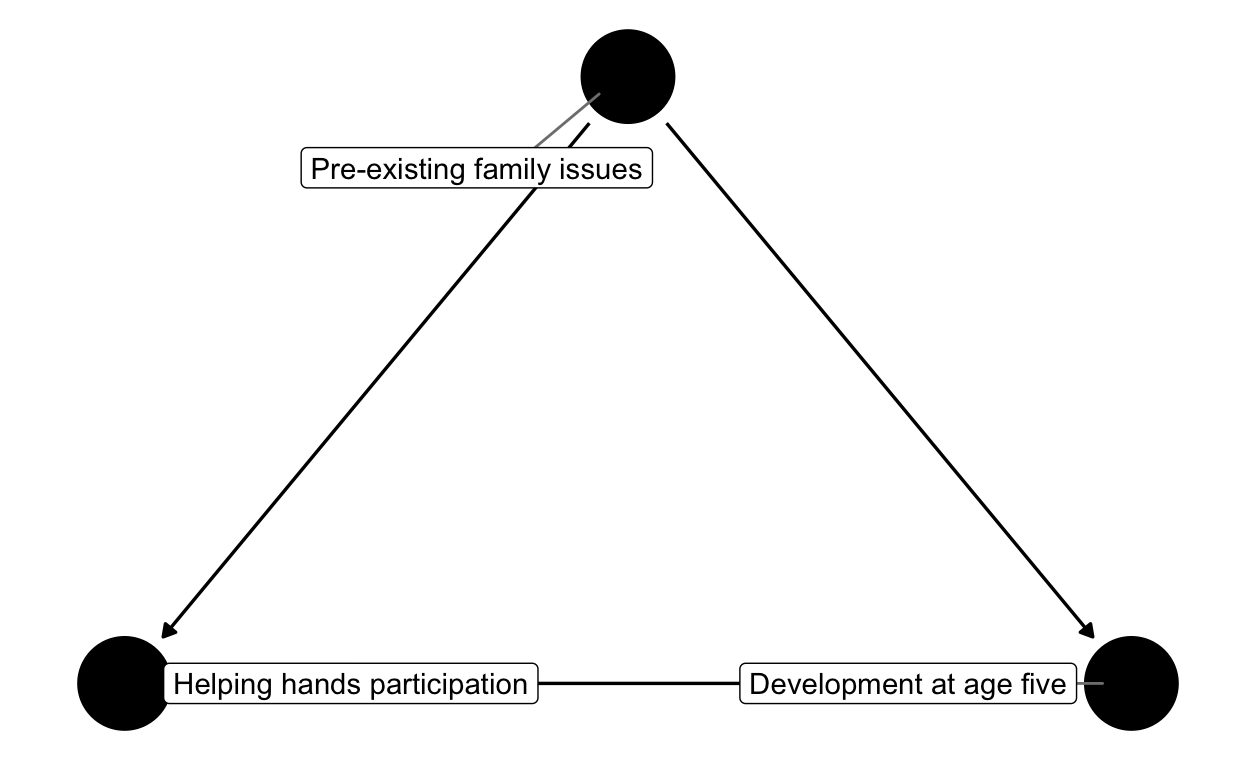 Pre-existing family issues
Helping hands participation
Development at age five